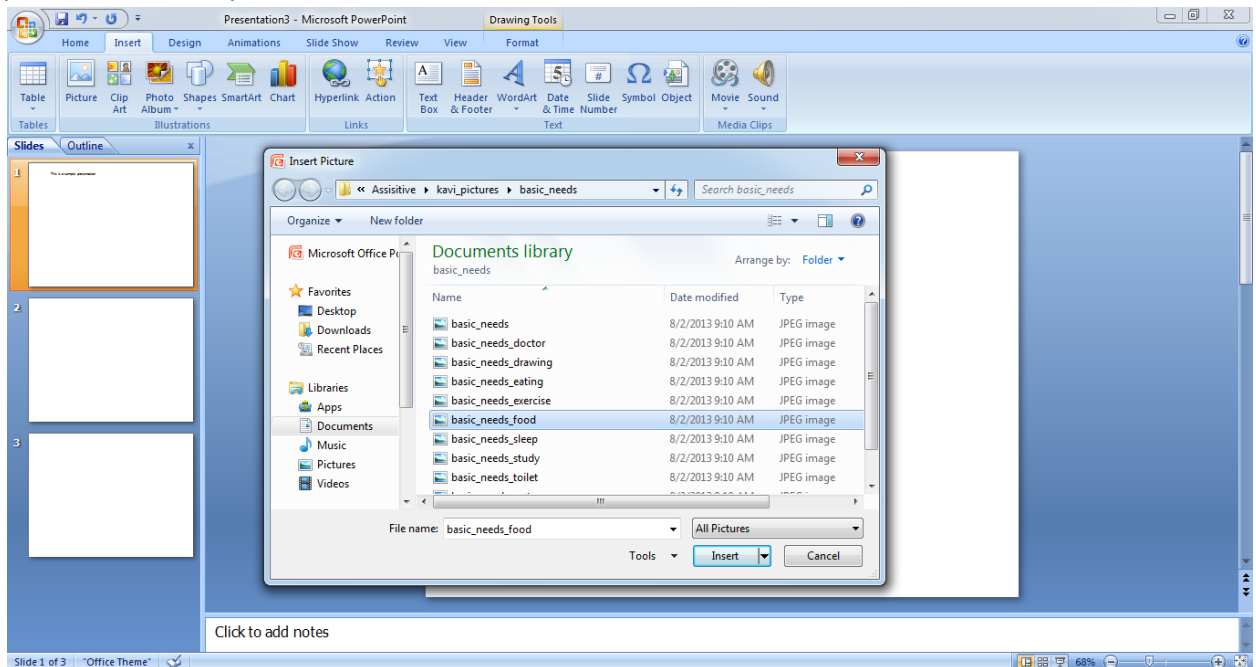 Presentation3 - Microsoft PowerPoint
Drawing Tools
Home Insert Design Animations Slide Show Review View Format
Table Picture Clip Art Photo Album Shapes SmartArt Chart Hyperlink Action Text Box Header & Footer WordArt Date & Time Slide Number Symbol Object Movie Sound
Tables Illustrations Links Text Media Clips
Slides Outline
1
This is a sample presentation
2
3
Insert Picture
« Assisitive kavi_pictures basic_needs
Search basic_needs
Organize New folder
Microsoft Office Po
Favorites
Desktop
Downloads
Recent Places
Libraries
Apps
Documents
Music
Pictures
Videos
Documents library
basic_needs
Arrange by: Folder
Name Date modified Type
basic_needs 8/2/2013 9:10 AM JPEG image
basic_needs_doctor 8/2/2013 9:10 AM JPEG image
basic_needs_drawing 8/2/2013 9:10 AM JPEG image
basic_needs_eating 8/2/2013 9:10 AM JPEG image
basic_needs_exercise 8/2/2013 9:10 AM JPEG image
basic_needs_food 8/2/2013 9:10 AM JPEG image
basic_needs_sleep 8/2/2013 9:10 AM JPEG image
basic_needs_study 8/2/2013 9:10 AM JPEG image
basic_needs_toilet 8/2/2013 9:10 AM JPEG image
File name: basic_needs_food All Pictures
Tools Insert Cancel
Click to add notes
Slide 1 of 3 "Office Theme" 68%